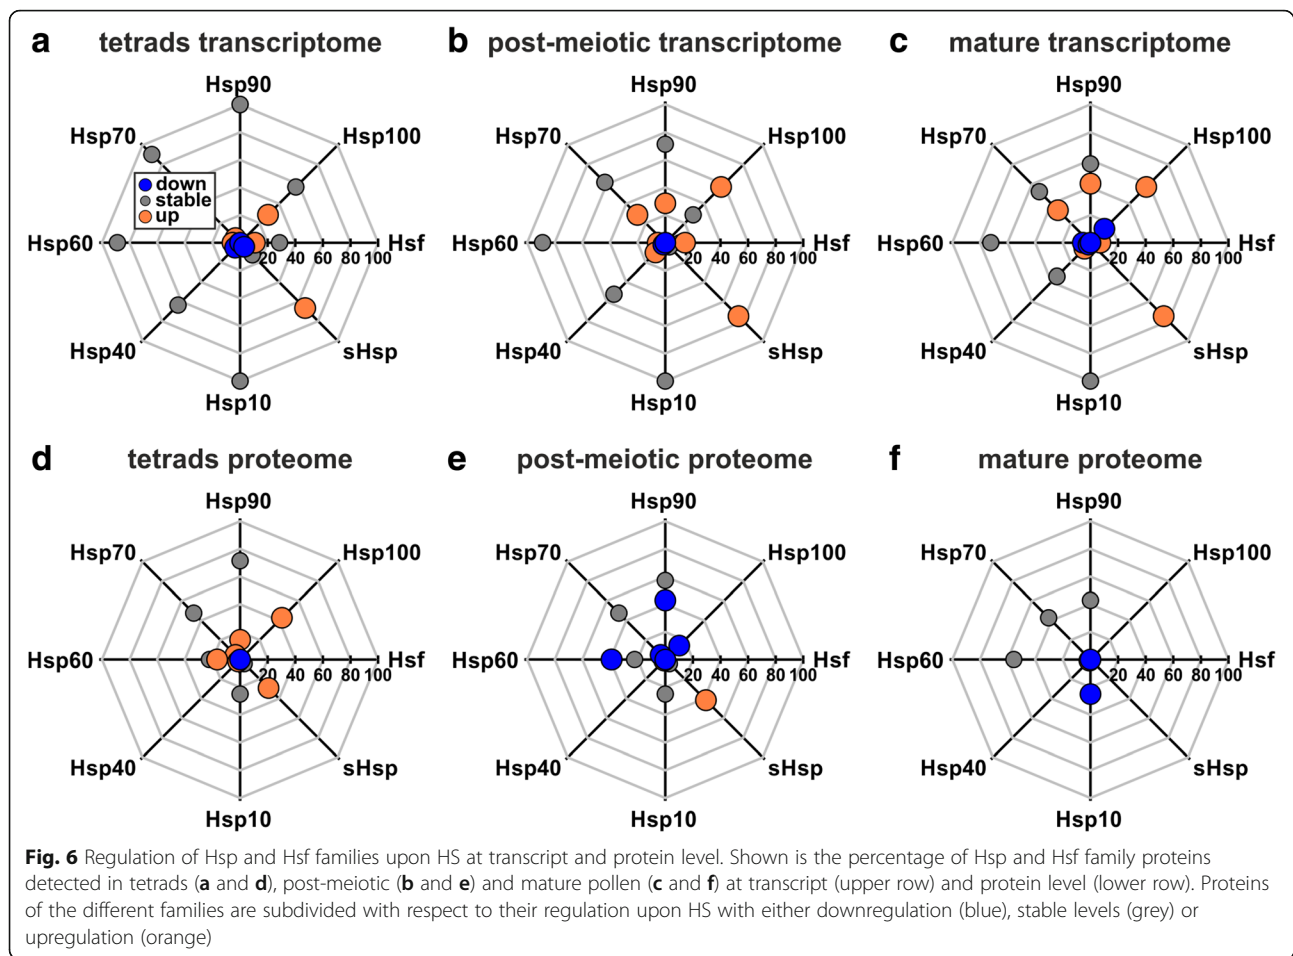 a tetrads transcriptome
b post-meiotic transcriptome
c mature transcriptome
Hsp90
Hsp70
Hsp100
down
stable
up
Hsp60
20 40 60 80 100
Hsf
Hsp40
sHsp
Hsp10
Hsp90
Hsp70
Hsp100
Hsp60
20 40 60 80 100
Hsf
Hsp40
sHsp
Hsp10
Hsp90
Hsp70
Hsp100
Hsp60
20 40 60 80 100
Hsf
Hsp40
sHsp
Hsp10
d tetrads proteome
e post-meiotic proteome
f mature proteome
Hsp90
Hsp70
Hsp100
Hsp60
20 40 60 80 100
Hsf
Hsp40
sHsp
Hsp10
Hsp90
Hsp70
Hsp100
Hsp60
20 40 60 80 100
Hsf
Hsp40
sHsp
Hsp10
Hsp90
Hsp70
Hsp100
Hsp60
20 40 60 80 100
Hsf
Hsp40
sHsp
Hsp10
Fig. 6 Regulation of Hsp and Hsf families upon HS at transcript and protein level. Shown is the percentage of Hsp and Hsf family proteins
detected in tetrads (a and d), post-meiotic (b and e) and mature pollen (c and f) at transcript (upper row) and protein level (lower row). Proteins
of the different families are subdivided with respect to their regulation upon HS with either downregulation (blue), stable levels (grey) or
upregulation (orange)